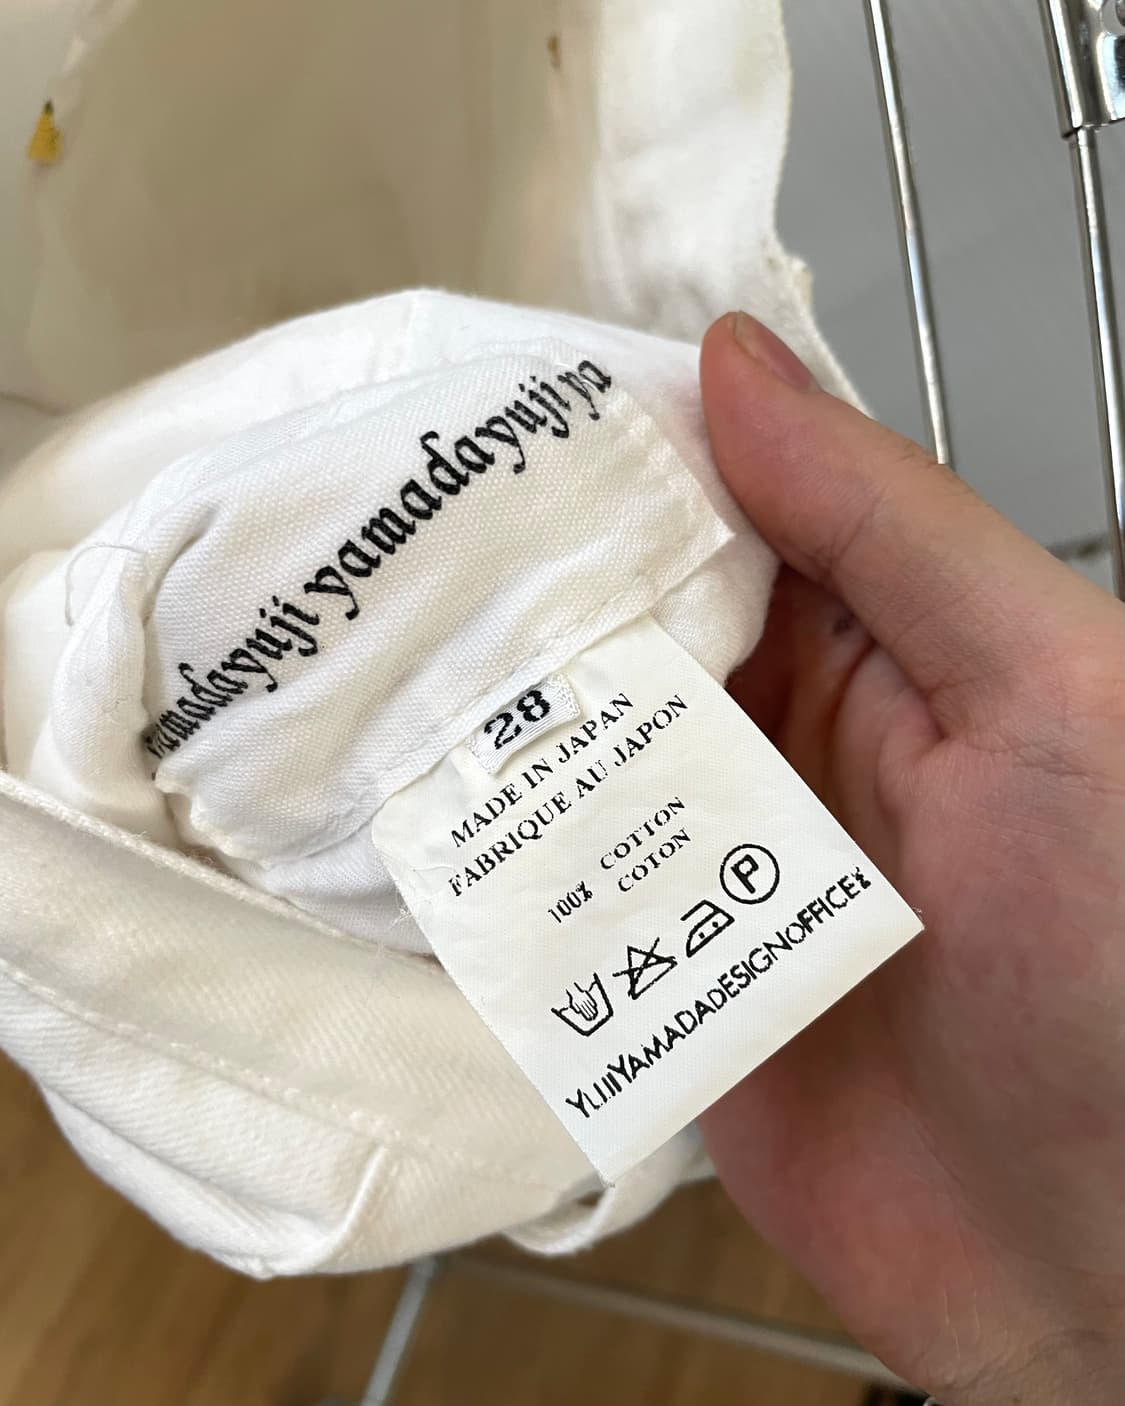 yamadayuji yamadayuji ya
28
MADE IN JAPAN
FABRIQUE AU JAPON
100% COTTON
COTON
P
YUJIYAMADADESIGNOFFICE